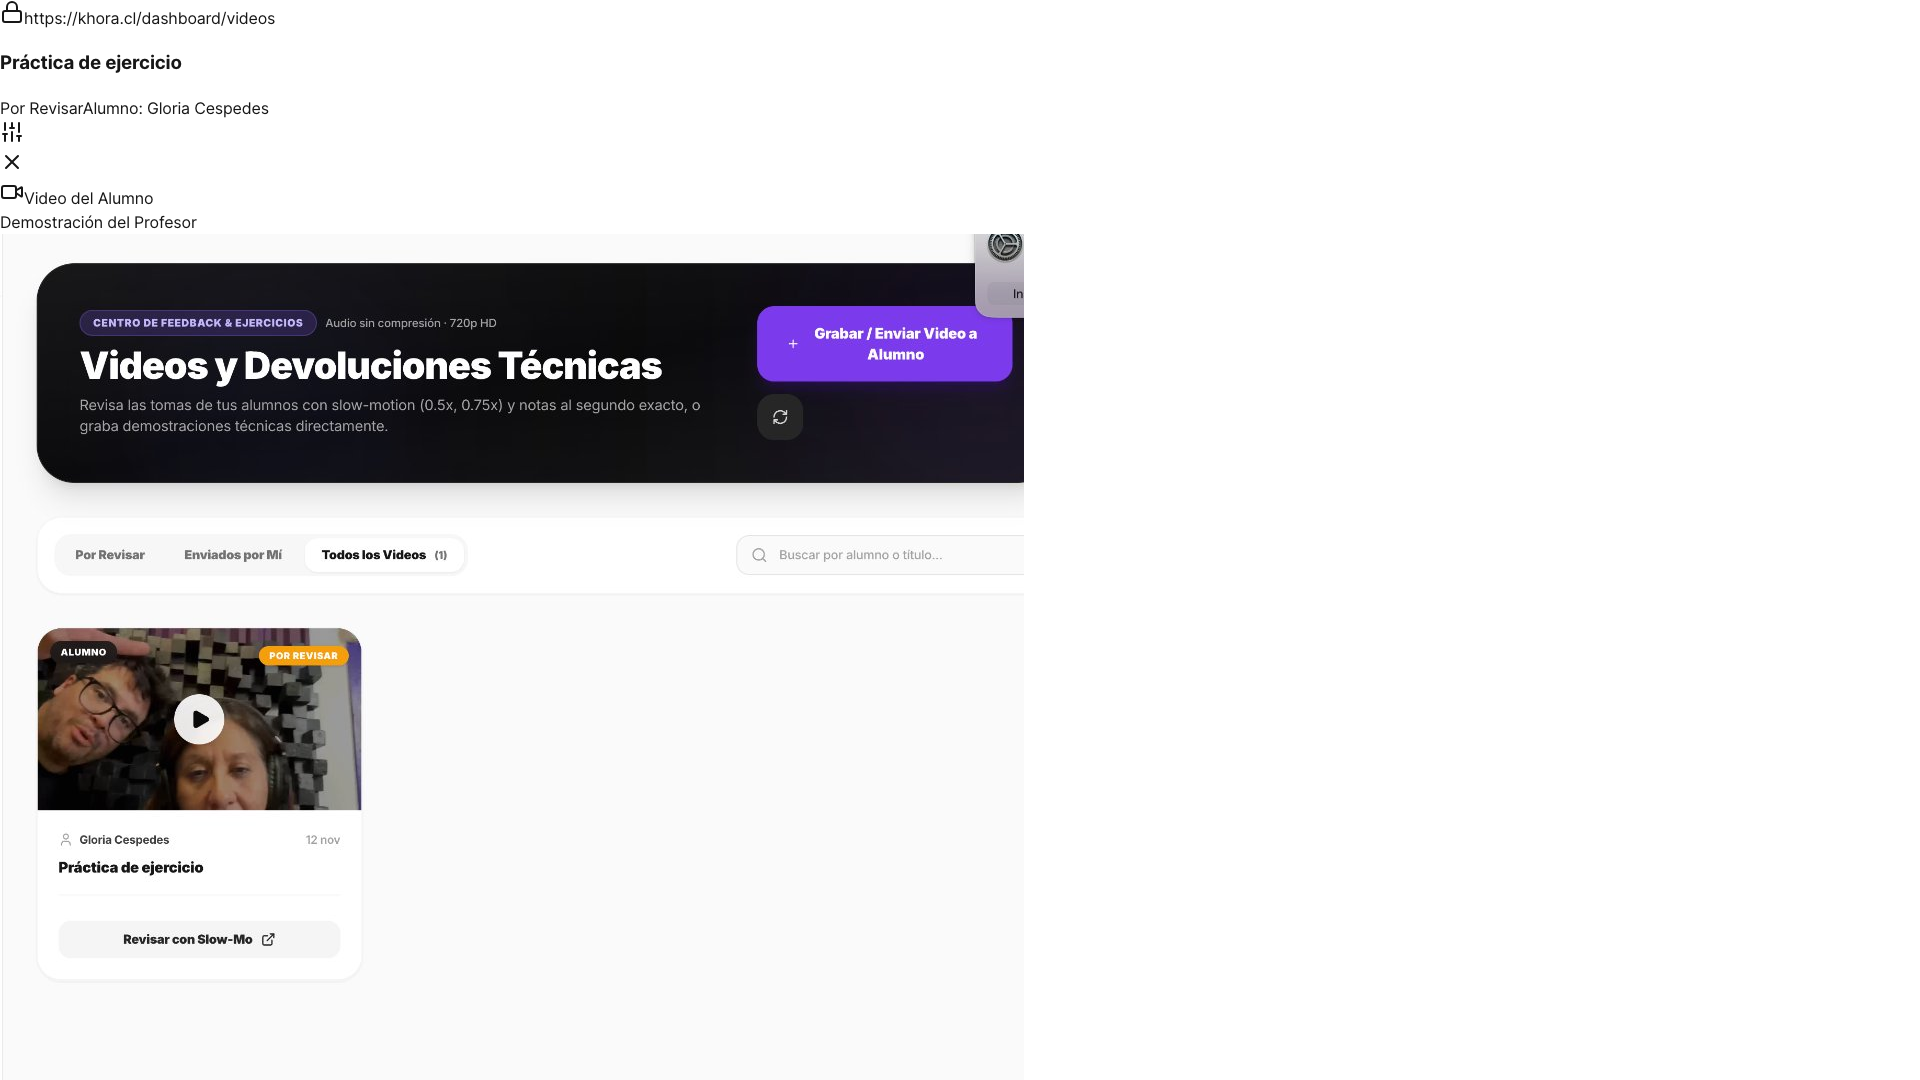 https://khora.cl/dashboard/videos
Práctica de ejercicio
Por RevisarAlumno: Gloria Cespedes
Video del Alumno
Demostración del Profesor
In
CENTRO DE FEEDBACK & EJERCICIOS
Audio sin compresión · 720p HD
Videos y Devoluciones Técnicas
Revisa las tomas de tus alumnos con slow-motion (0.5x, 0.75x) y notas al segundo exacto, o
graba demostraciones técnicas directamente.
+ Grabar / Enviar Video a
Alumno
Por Revisar
Enviados por Mí
Todos los Videos (1)
Buscar por alumno o título...
ALUMNO
POR REVISAR
Gloria Cespedes
12 nov
Práctica de ejercicio
Revisar con Slow-Mo